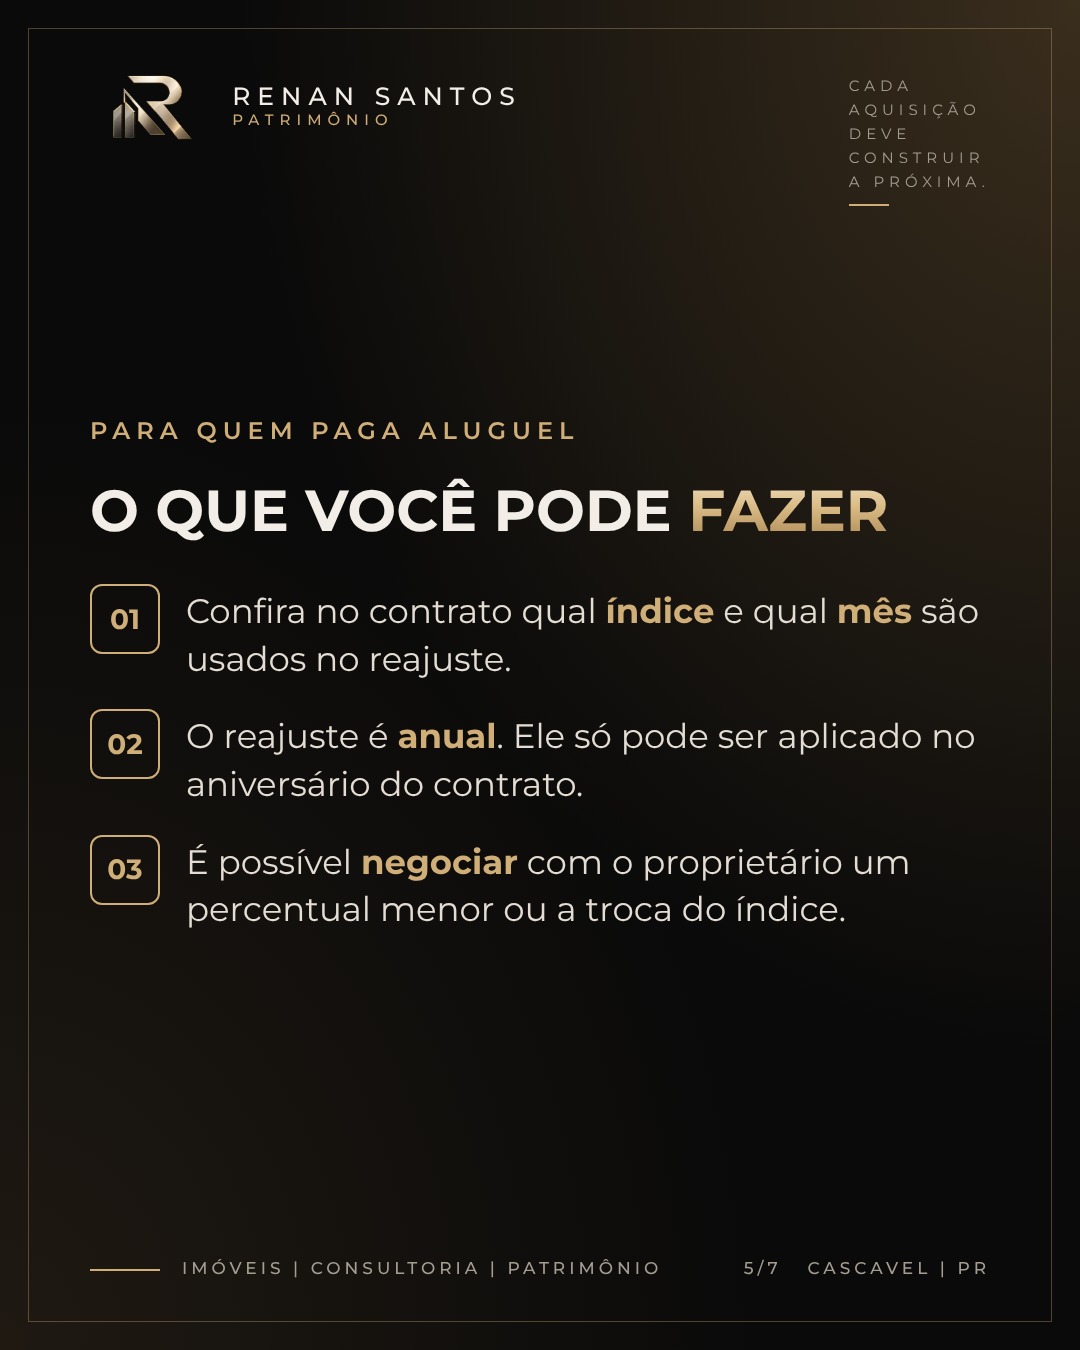 RENAN SANTOS
PATRIMÔNIO
CADA
AQUISIÇÃO
DEVE
CONSTRUIR
A PRÓXIMA.
PARA QUEM PAGA ALUGUEL
O QUE VOCÊ PODE FAZER
01
Confira no contrato qual índice e qual mês são
usados no reajuste.
02
O reajuste é anual. Ele só pode ser aplicado no
aniversário do contrato.
03
É possível negociar com o proprietário um
percentual menor ou a troca do índice.
IMÓVEIS | CONSULTORIA | PATRIMÔNIO
5/7 CASCAVEL | PR